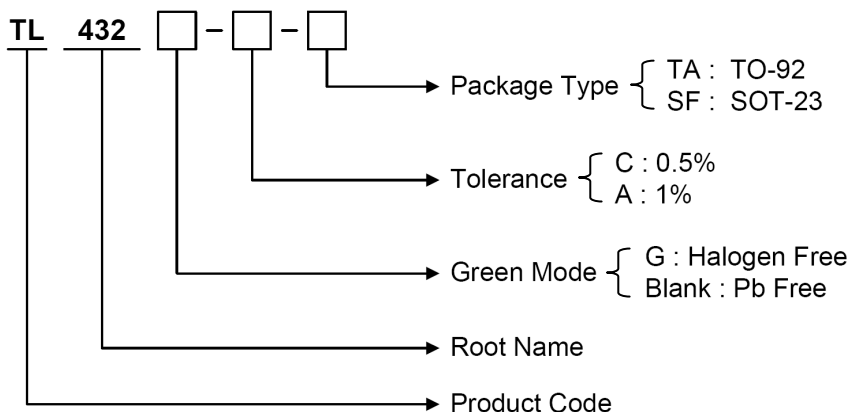 TL 432 – –
Package Type
TA : TO-92
SF : SOT-23
Tolerance
C : 0.5%
A : 1%
Green Mode
G : Halogen Free
Blank : Pb Free
Root Name
Product Code